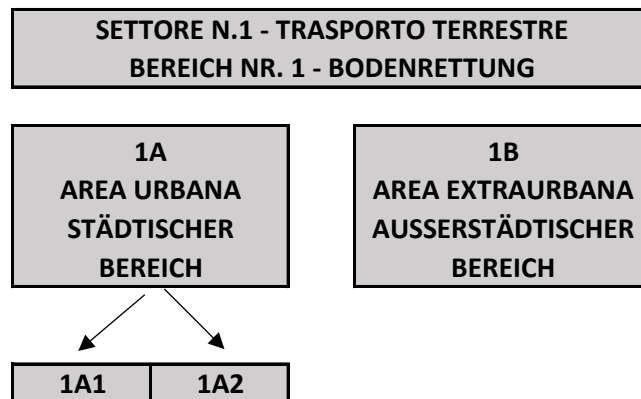 SETTORE N.1 - TRASPORTO TERRESTRE
BEREICH NR. 1 - BODENRETTUNG
1A
AREA URBANA
STÄDTISCHER
BEREICH
1B
AREA EXTRAURBANA
AUSSERSTÄDTISCHER
BEREICH
1A1 1A2